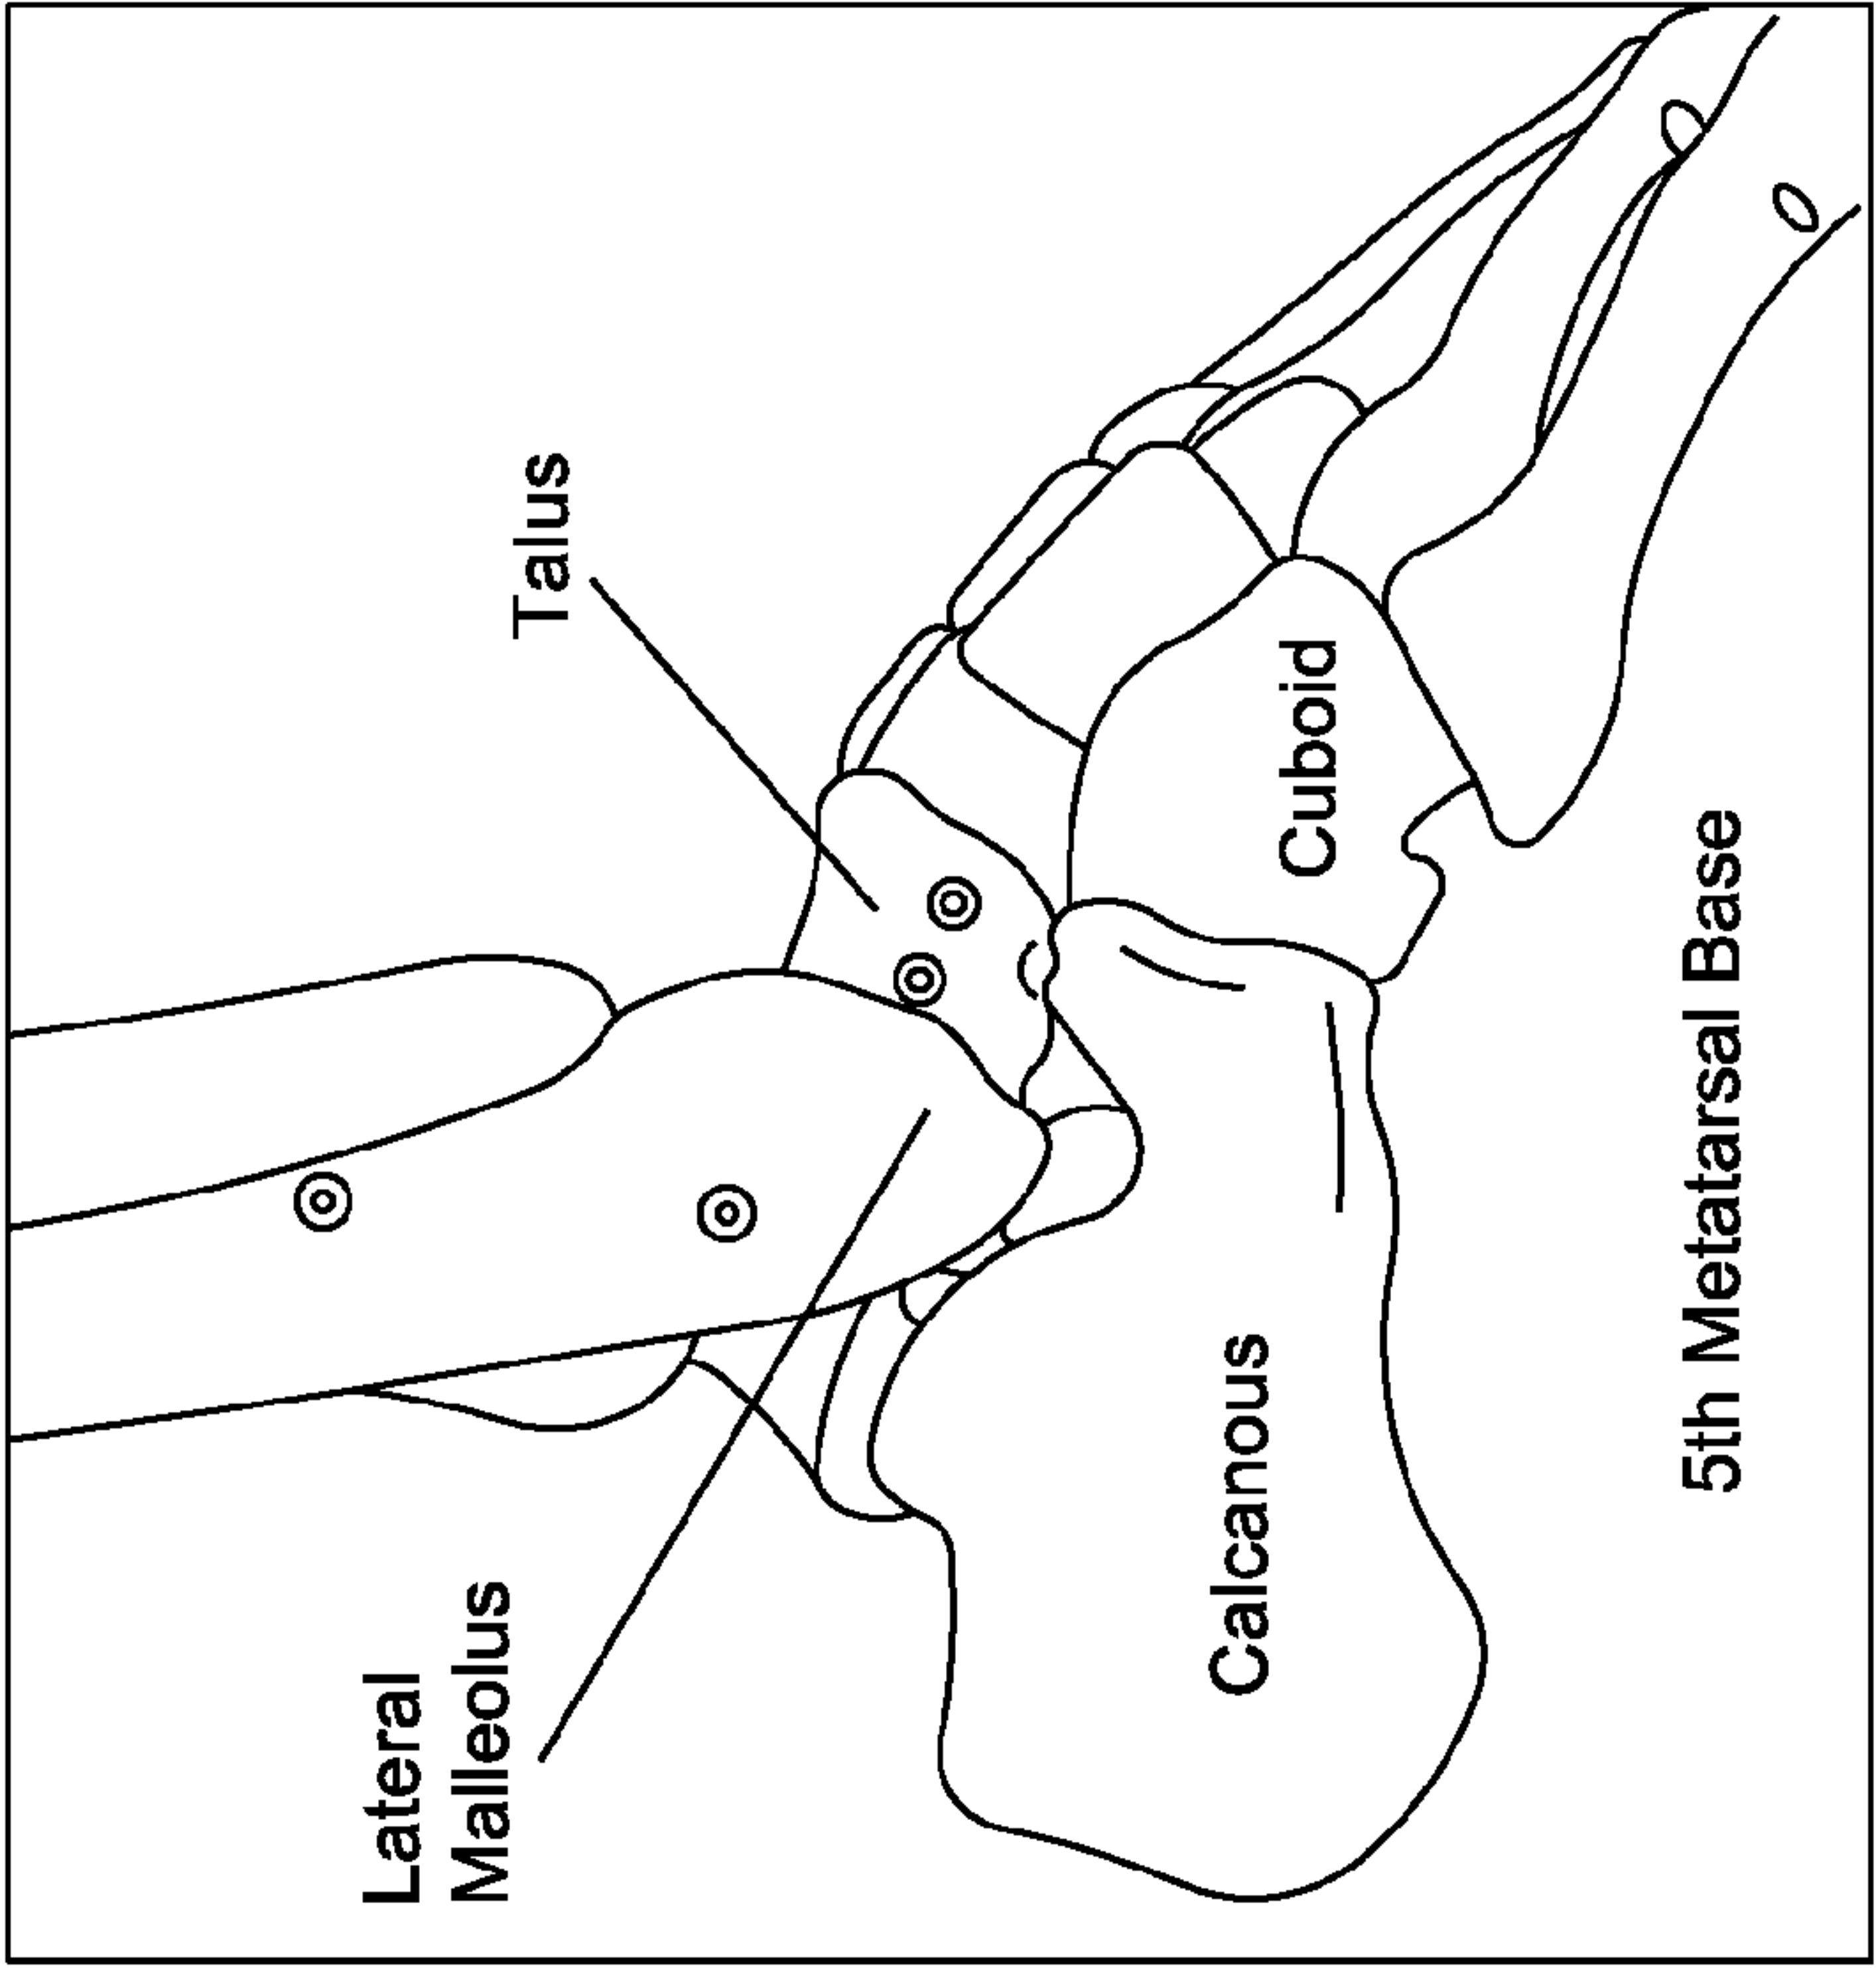 Lateral
Malleolus
Talus
Calcanous
Cuboid
5th Metatarsal Base